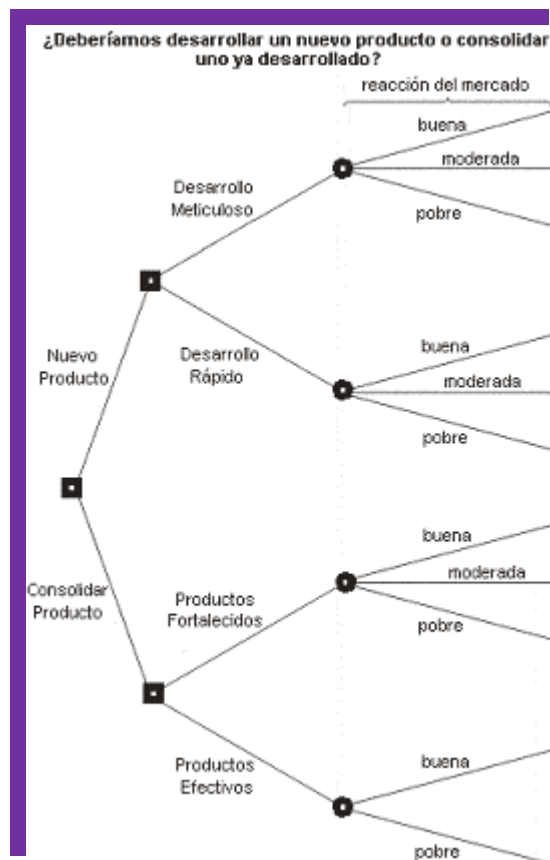 ¿Deberíamos desarrollar un nuevo producto o consolidar
uno ya desarrollado?
reacción del mercado
buena
moderada
pobre
Desarrollo
Meticuloso
Nuevo
Producto
Desarrollo
Rápido
buena
moderada
pobre
Consolidar
Producto
Productos
Fortalecidos
buena
moderada
pobre
Productos
Efectivos
buena
pobre